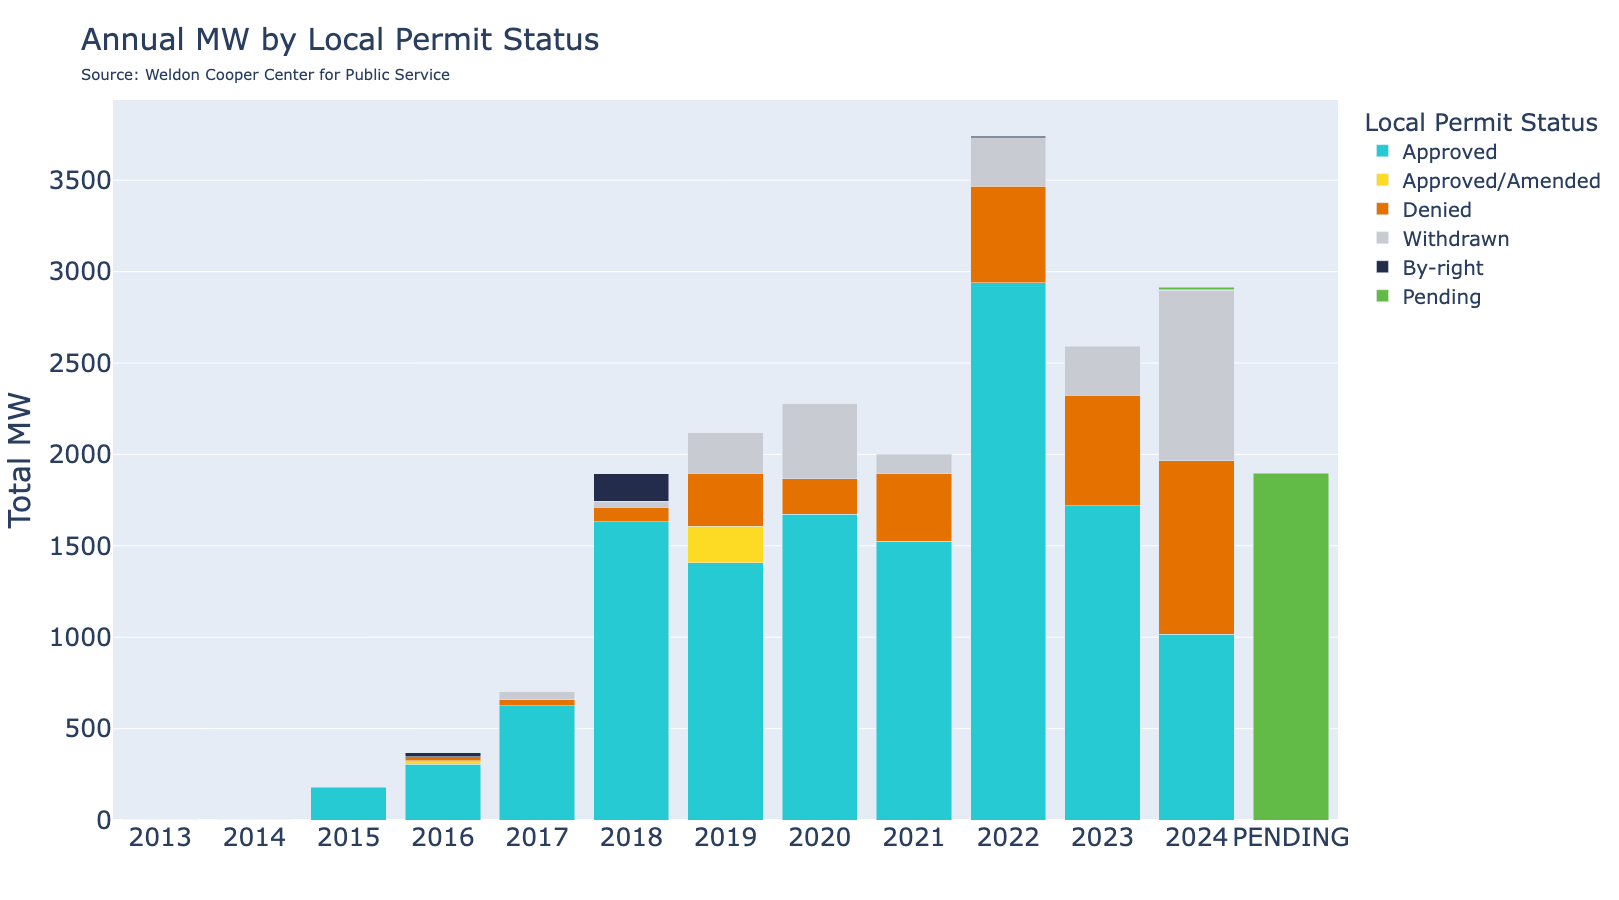 Annual MW by Local Permit Status
Source: Weldon Cooper Center for Public Service
Local Permit Status
Approved
Approved/Amended
Denied
Withdrawn
By-right
Pending
Total MW
3500
3000
2500
2000
1500
1000
500
0
2013 2014 2015 2016 2017 2018 2019 2020 2021 2022 2023 2024 PENDING